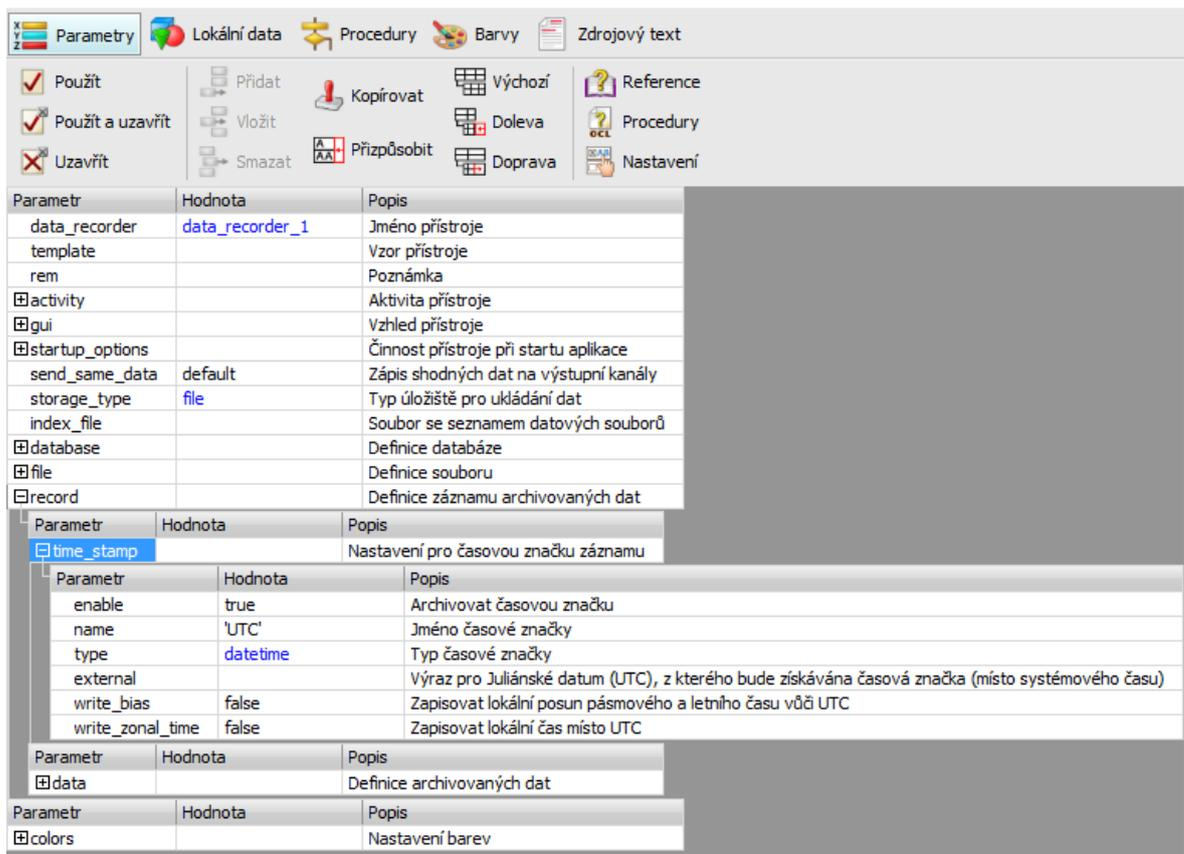 Parametry Lokální data Procedury Barvy Zdrojový text
Použít Přidat Kopírovat Výchozí Reference
Použít a uzavřít Vložit Doleva Procedury
Uzavřít Smazat Přizpůsobit Doprava Nastavení
Parametr Hodnota Popis
data_recorder data_recorder_1 Jméno přístroje
template Vzor přístroje
rem Poznámka
activity Aktivita přístroje
gui Vzhled přístroje
startup_options Činnost přístroje při startu aplikace
send_same_data default Zápis shodných dat na výstupní kanály
storage_type file Typ úložiště pro ukládání dat
index_file Soubor se seznamem datových souborů
database Definice databáze
file Definice souboru
record Definice záznamu archivovaných dat
Parametr Hodnota Popis
time_stamp Nastavení pro časovou značku záznamu
Parametr Hodnota Popis
enable true Archivovat časovou značku
name 'UTC' Jméno časové značky
type datetime Typ časové značky
external Výraz pro Juliánské datum (UTC), z kterého bude získávána časová značka (místo systémového času)
write_bias false Zapisovat lokální posun pásmového a letního času vůči UTC
write_zonal_time false Zapisovat lokální čas místo UTC
Parametr Hodnota Popis
data Definice archivovaných dat
Parametr Hodnota Popis
colors Nastavení barev